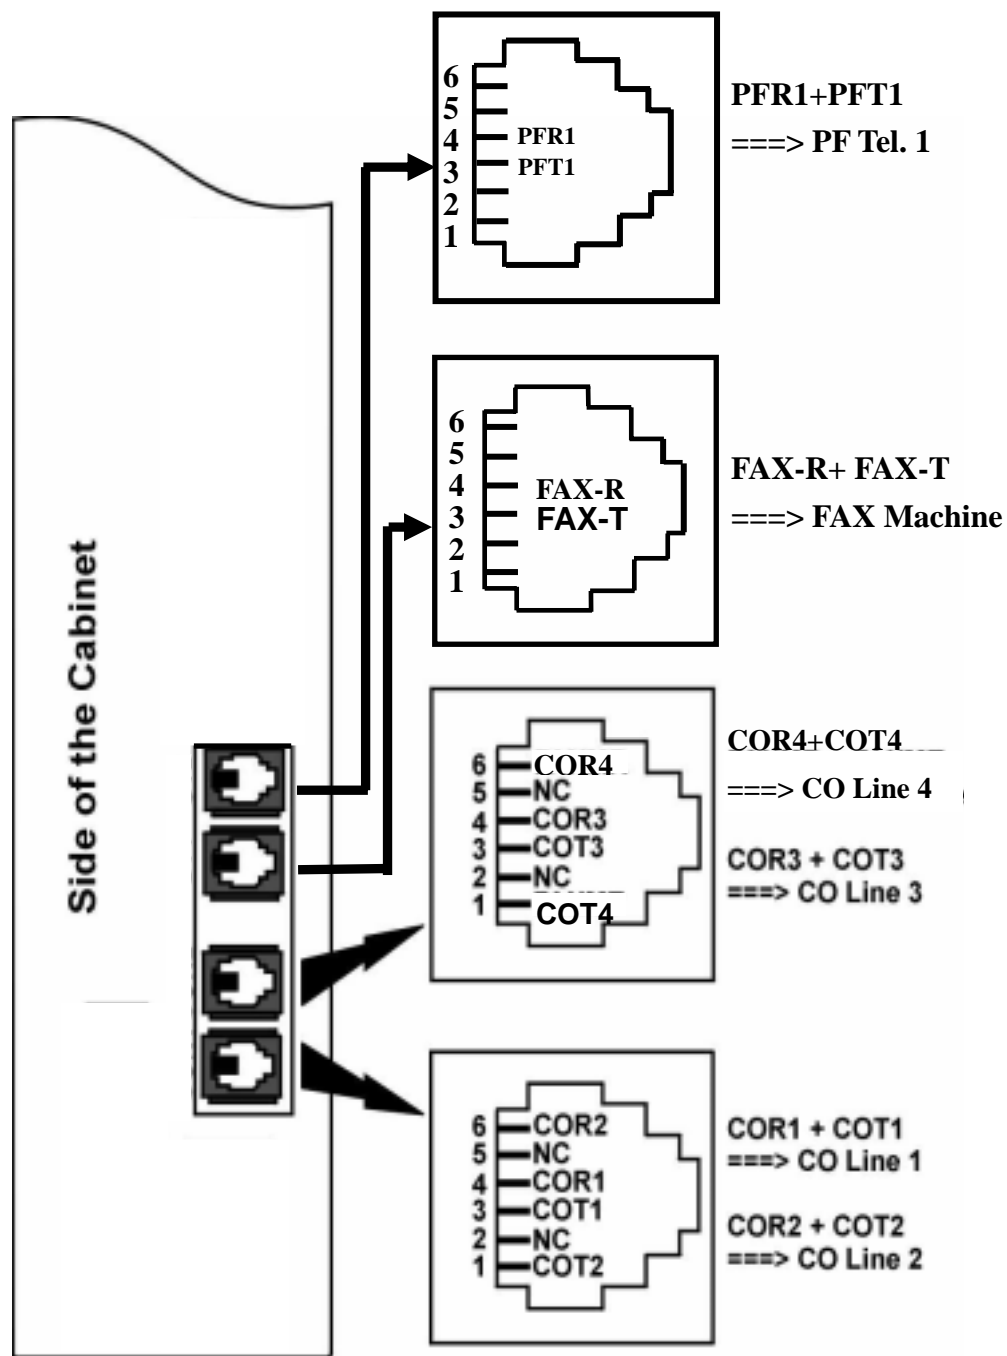 Side of the Cabinet
6
5
4 PFR1
3 PFT1
2
1
PFR1+PFT1
===> PF Tel. 1
6
5
4 FAX-R
3 FAX-T
2
1
FAX-R+ FAX-T
===> FAX Machine
6 COR4
5 NC
4 COR3
3 COT3
2 NC
1 COT4
COR4+COT4
===> CO Line 4
COR3 + COT3
===> CO Line 3
6 COR2
5 NC
4 COR1
3 COT1
2 NC
1 COT2
COR1 + COT1
===> CO Line 1
COR2 + COT2
===> CO Line 2